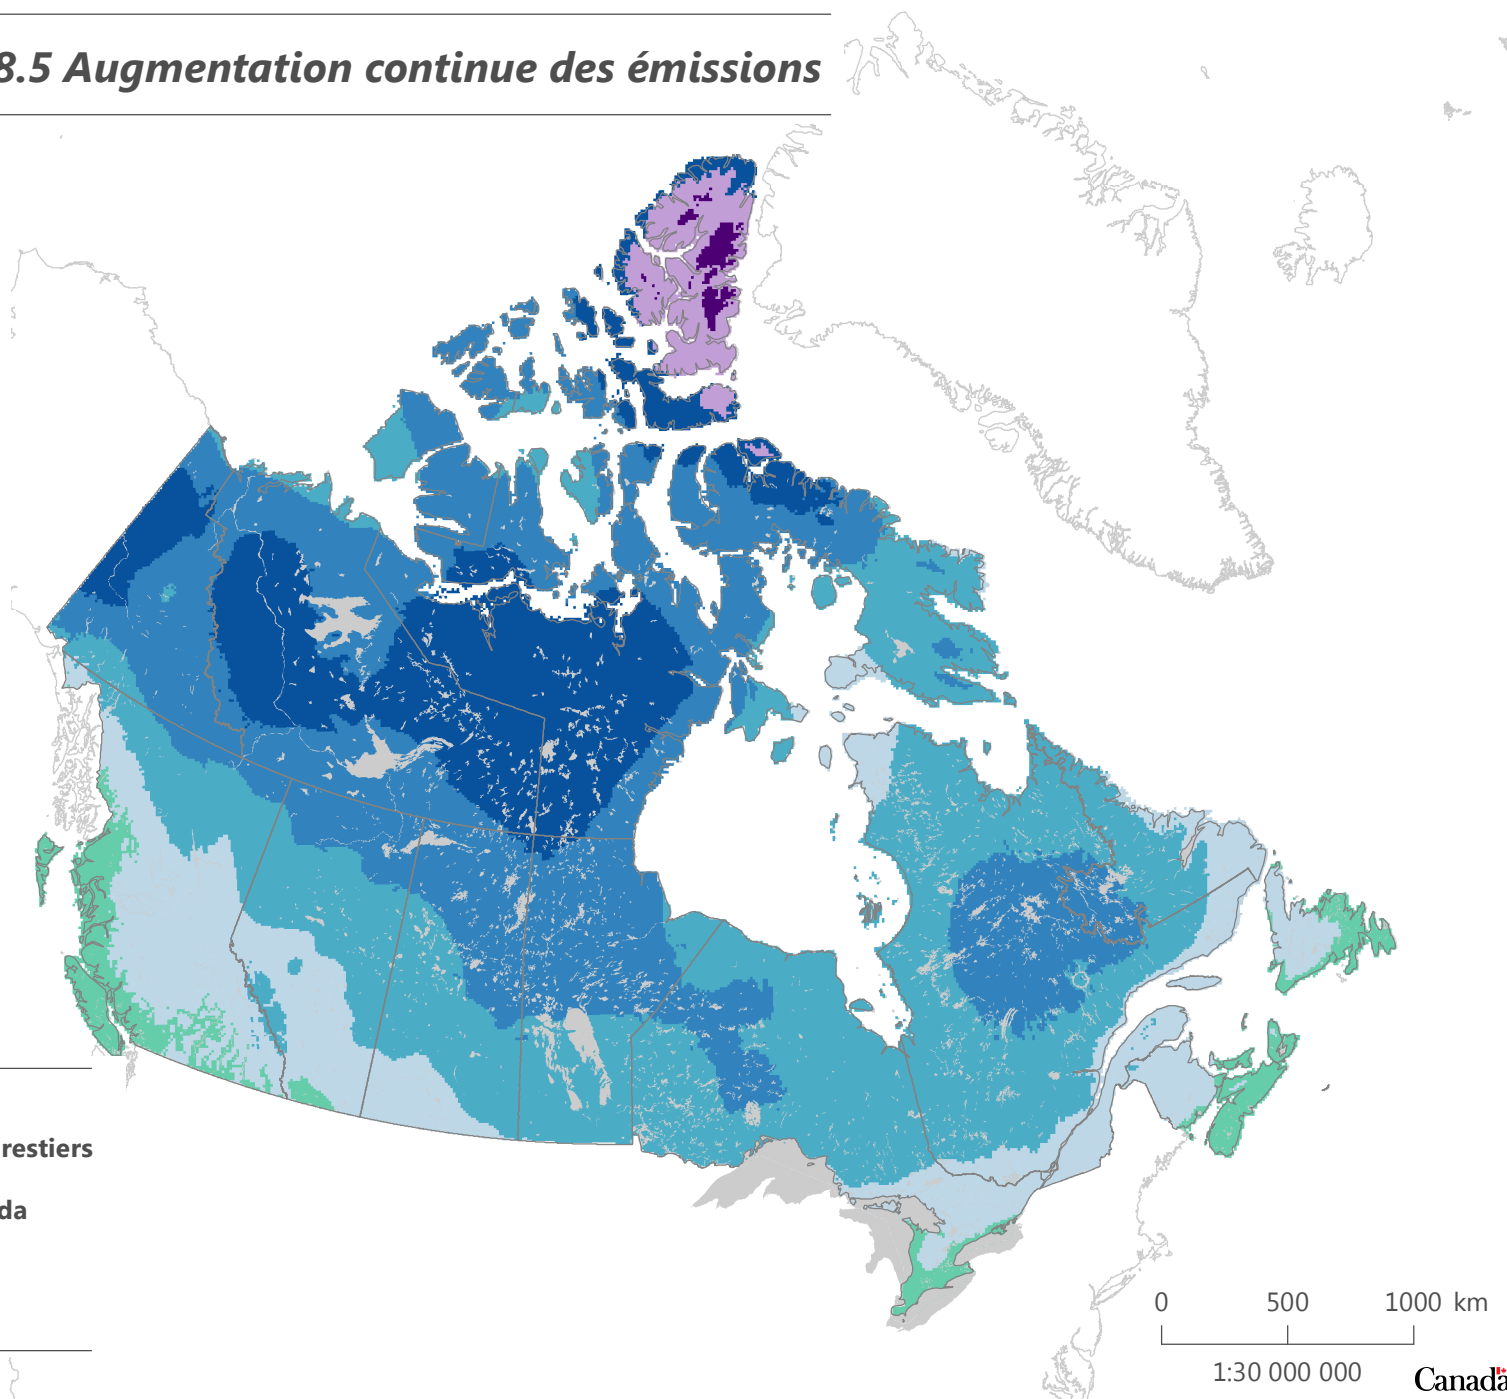 8.5 Augmentation continue des émissions
restiers
da
0 500 1000 km
1:30 000 000
Canada